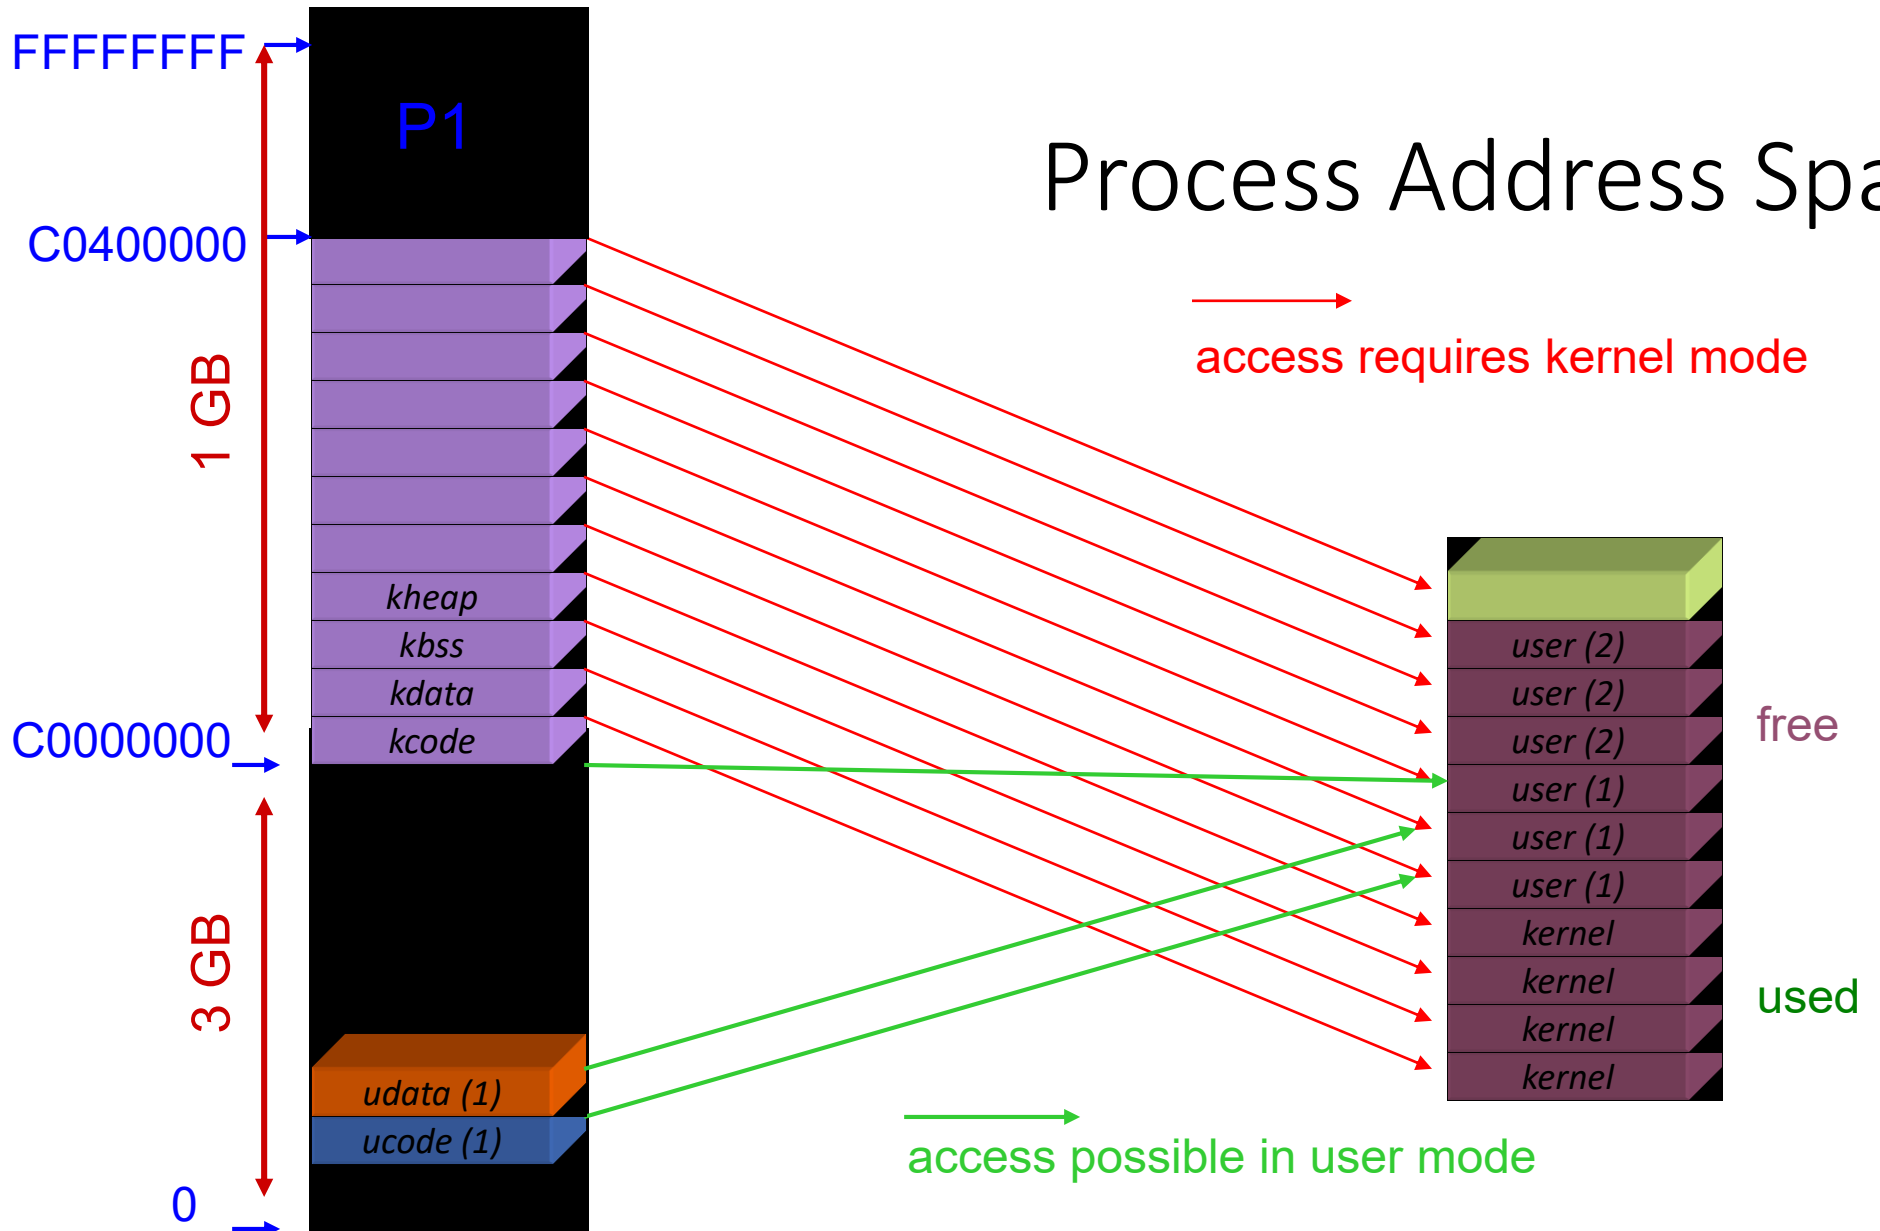 FFFFFFFF
P1
Process Address Spa
C0400000
access requires kernel mode
1 GB
kheap
kbss
kdata
kcode
C0000000
user (2)
user (2)
user (2)
user (1)
user (1)
user (1)
kernel
kernel
kernel
kernel
free
used
3 GB
udata (1)
ucode (1)
access possible in user mode
0